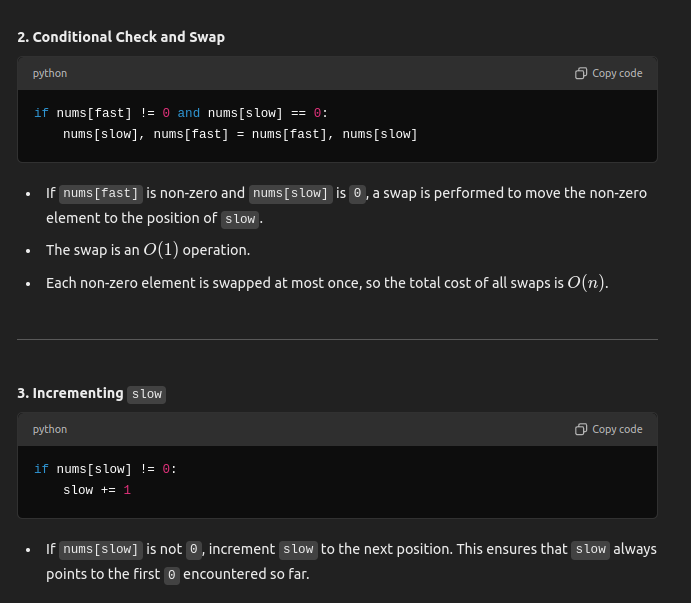 2. Conditional Check and Swap
python
Copy code
if nums[fast] != 0 and nums[slow] == 0:
    nums[slow], nums[fast] = nums[fast], nums[slow]
• If nums[fast] is non-zero and nums[slow] is 0, a swap is performed to move the non-zero
element to the position of slow.
• The swap is an O(1) operation.
• Each non-zero element is swapped at most once, so the total cost of all swaps is O(n).
3. Incrementing slow
python
Copy code
if nums[slow] != 0:
    slow += 1
• If nums[slow] is not 0, increment slow to the next position. This ensures that slow always
points to the first 0 encountered so far.